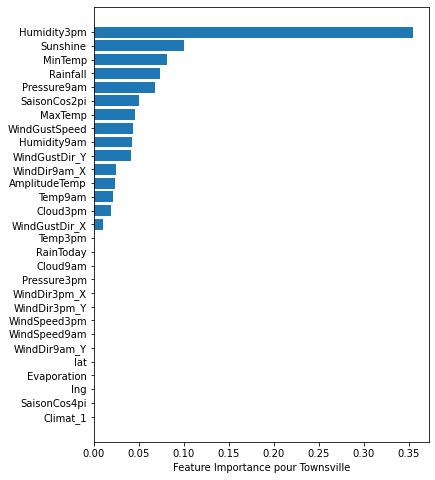 Humidity3pm
Sunshine
MinTemp
Rainfall
Pressure9am
SaisonCos2pi
MaxTemp
WindGustSpeed
Humidity9am
WindGustDir_Y
WindDir9am_X
AmplitudeTemp
Temp9am
Cloud3pm
WindGustDir_X
Temp3pm
RainToday
Cloud9am
Pressure3pm
WindDir3pm_X
WindDir3pm_Y
WindSpeed3pm
WindSpeed9am
WindDir9am_Y
lat
Evaporation
lng
SaisonCos4pi
Climat_1
0.00 0.05 0.10 0.15 0.20 0.25 0.30 0.35
Feature Importance pour Townsville